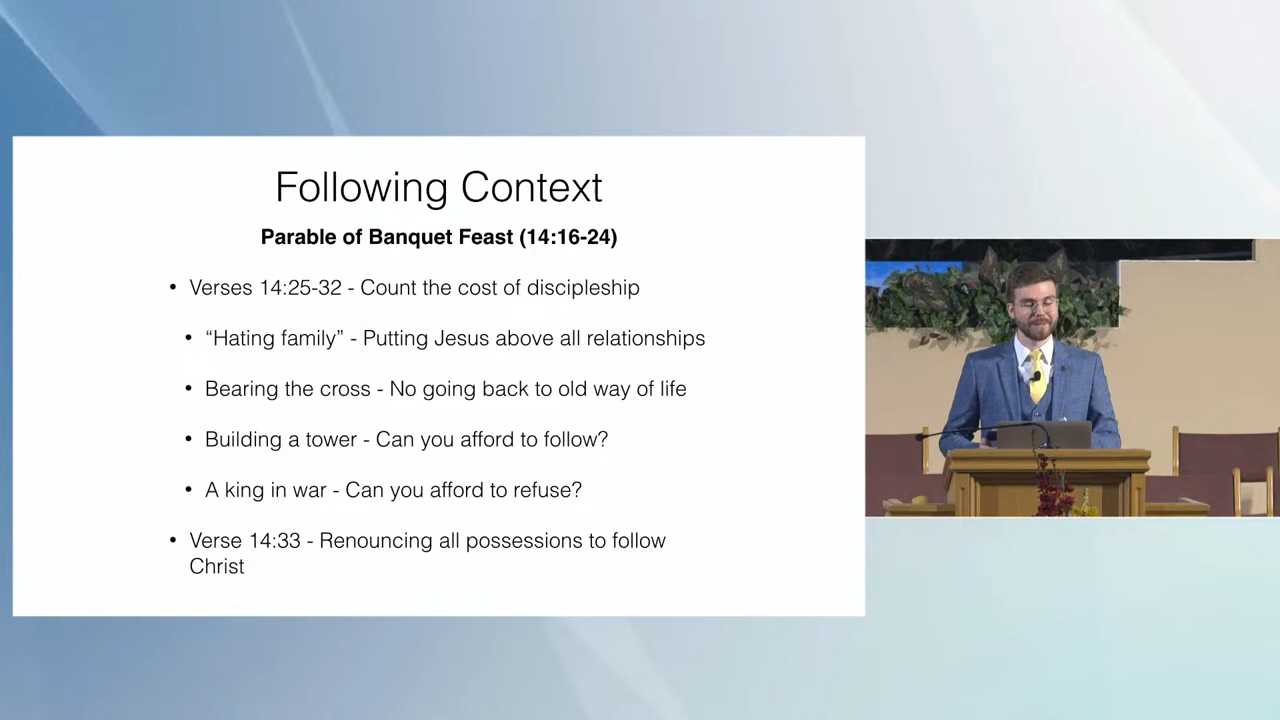 Following Context
Parable of Banquet Feast (14:16-24)
• Verses 14:25-32 - Count the cost of discipleship
• “Hating family” - Putting Jesus above all relationships
• Bearing the cross - No going back to old way of life
• Building a tower - Can you afford to follow?
• A king in war - Can you afford to refuse?
• Verse 14:33 - Renouncing all possessions to follow
Christ